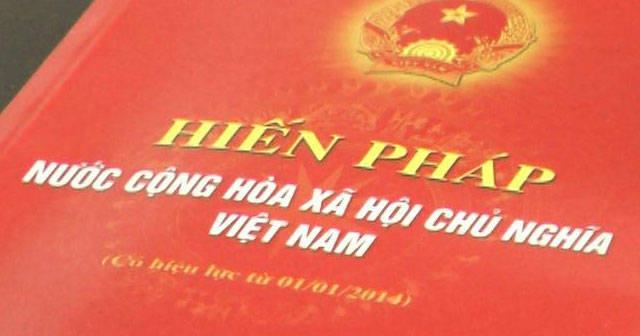 HIẾN PHÁP
NƯỚC CỘNG HÒA XÃ HỘI CHỦ NGHĨA
VIỆT NAM
(Có hiệu lực từ 01/01/2014)